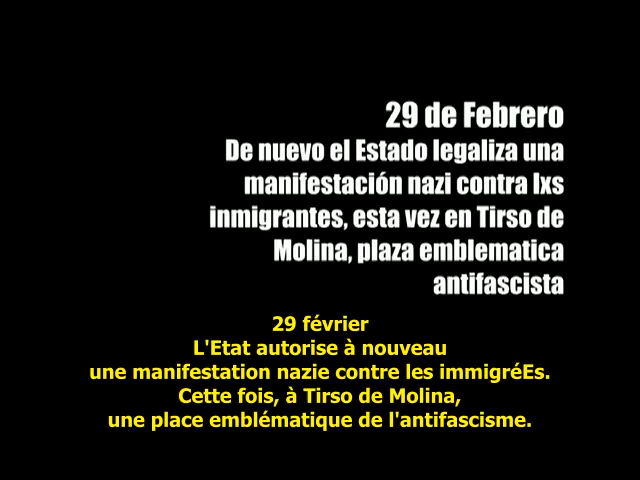 29 de Febrero
De nuevo el Estado legaliza una
manifestación nazi contra lxs
inmigrantes, esta vez en Tirso de
Molina, plaza emblematica
antifascista
29 février
L'Etat autorise à nouveau
une manifestation nazie contre les immigréEs.
Cette fois, à Tirso de Molina,
une place emblématique de l'antifascisme.